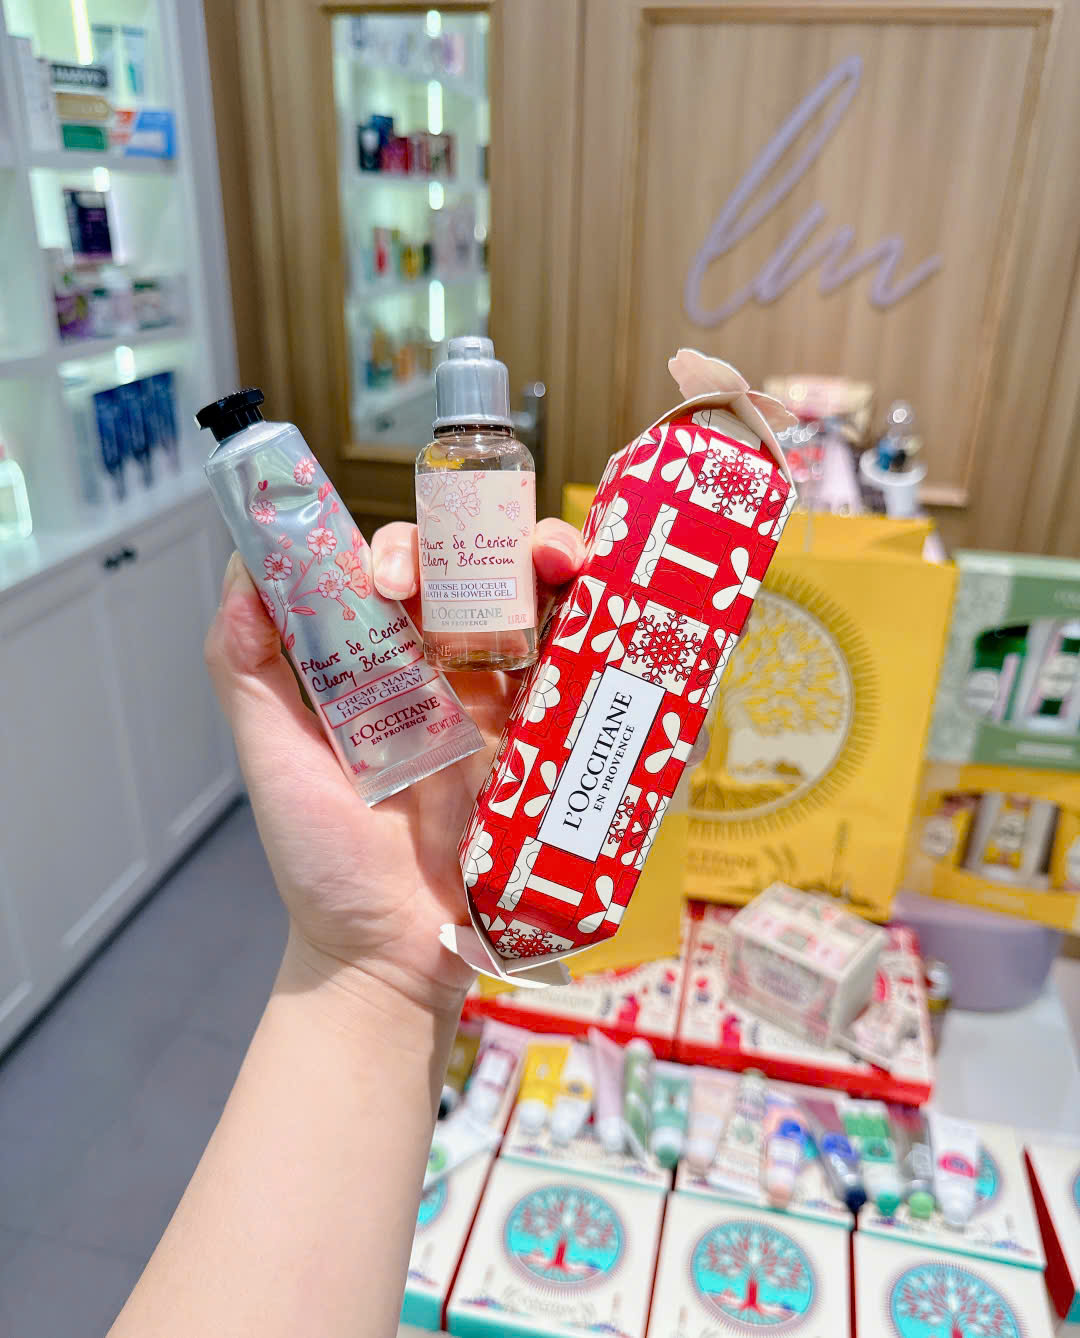 lm
Fleurs de Cerisier
Cherry Blossom
CRÈME MAINS
HAND CREAM
L'OCCITANE
EN PROVENCE
30 ML
NET WT. 1 OZ.
Fleurs de Cerisier
Cherry Blossom
MOUSSE DOUCEUR
BATH & SHOWER GEL
L'OCCITANE
EN PROVENCE
L'OCCITANE
EN PROVENCE